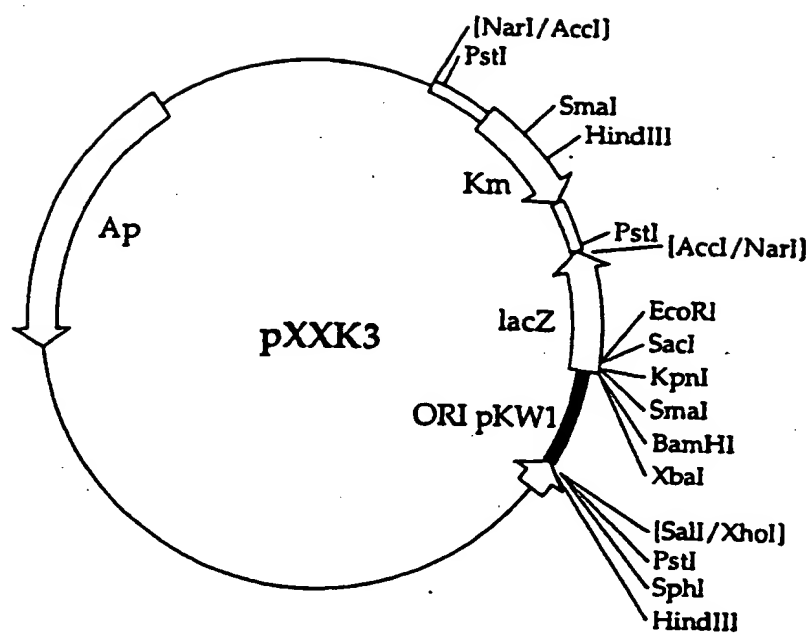 [NarI/AccI]
PstI
SmaI
HindIII
Km
Ap
PstI
[AccI/NarI]
lacZ
pXXK3
EcoRI
SacI
KpnI
SmaI
BamHI
XbaI
ORI pKW1
[SalI/XhoI]
PstI
SphI
HindIII